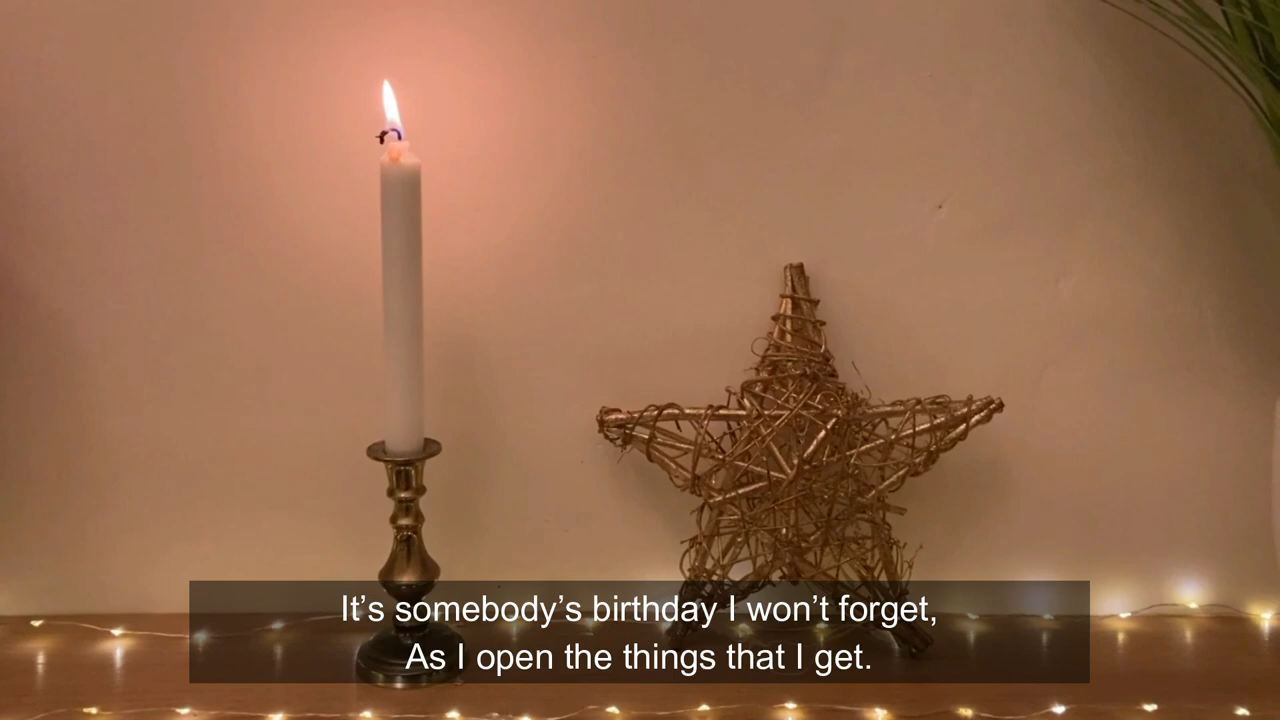 It’s somebody’s birthday I won’t forget,
As I open the things that I get.